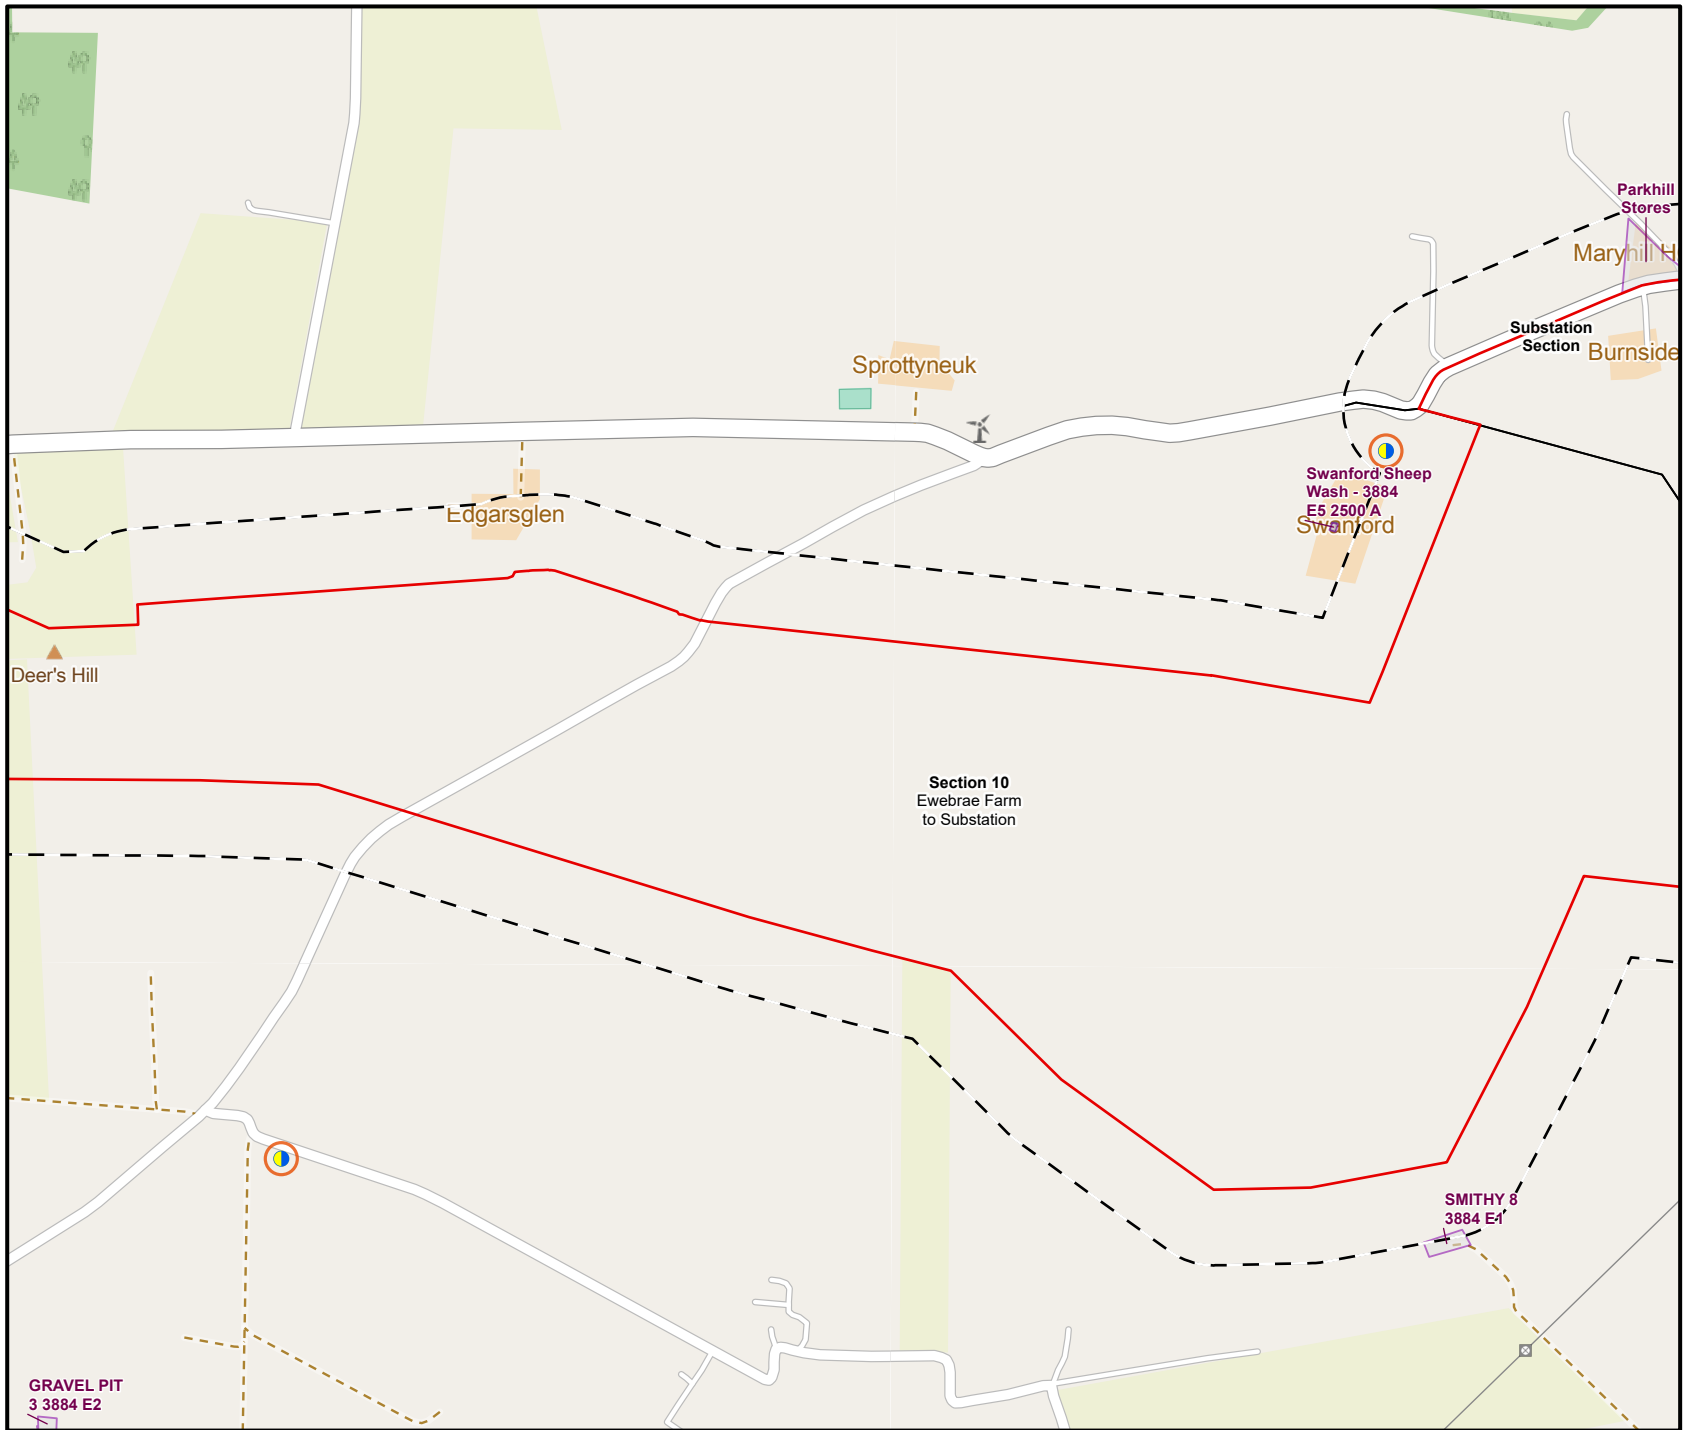 Parkhill
Stores
Maryhill H
Substation
Section
Burnside
Sprottyneuk
Swanford Sheep
Wash - 3884
E5 2500 A
Swanford
Edgarsglen
Deer's Hill
Section 10
Ewebrae Farm
to Substation
SMITHY 8
3884 E1
GRAVEL PIT
3 3884 E2